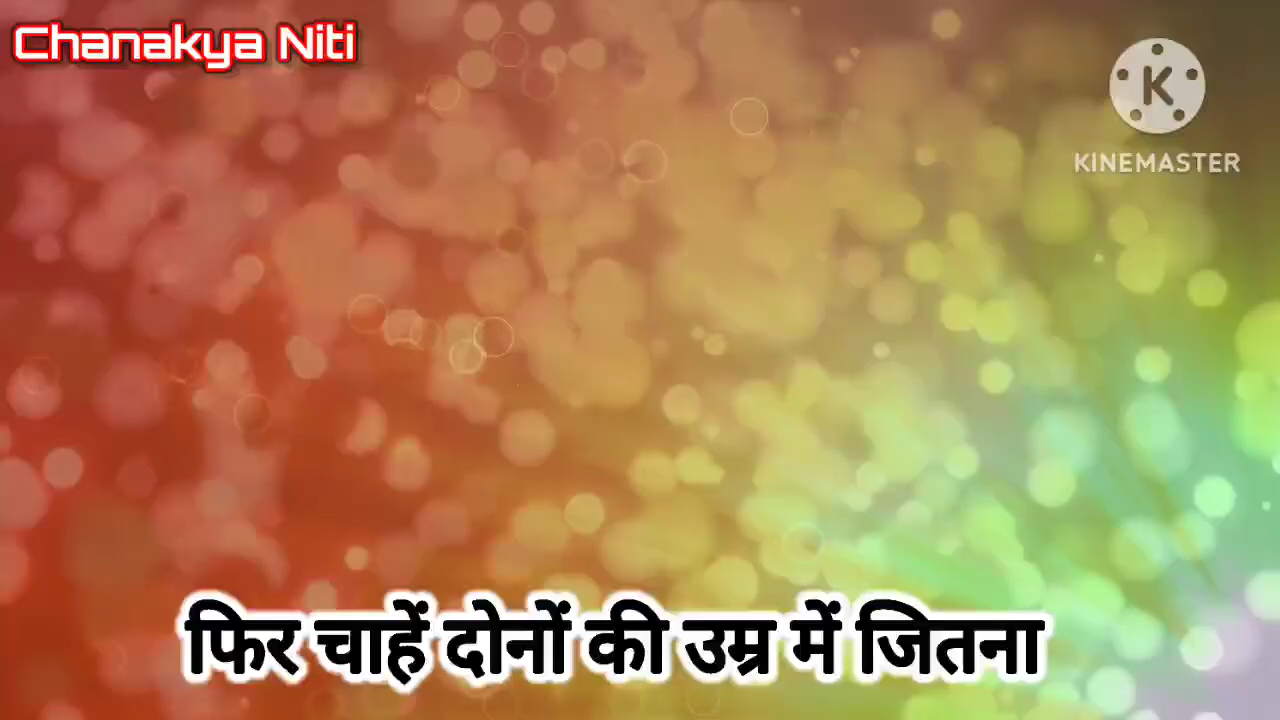 Chanakya Niti
KINEMASTER
फिर चाहें दोनों की उम्र में जितना